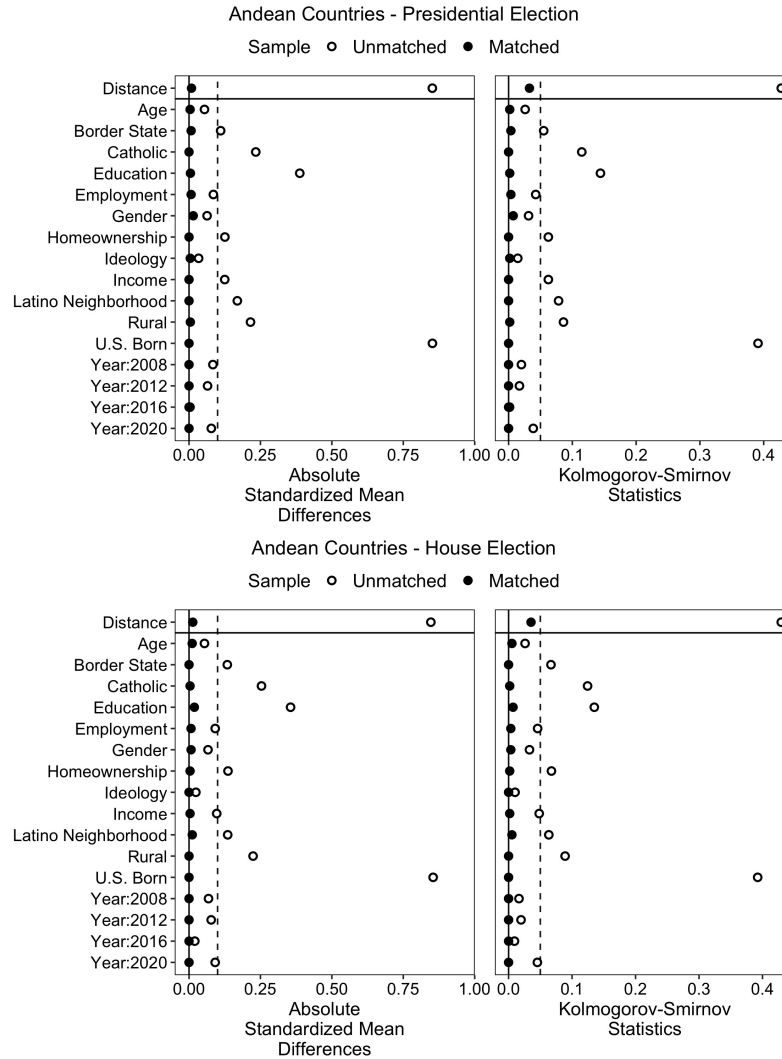 Andean Countries - Presidential Election
Sample Unmatched Matched
Distance
Age
Border State
Catholic
Education
Employment
Gender
Homeownership
Ideology
Income
Latino Neighborhood
Rural
U.S. Born
Year:2008
Year:2012
Year:2016
Year:2020
0.00 0.25 0.50 0.75 1.00 0.0 0.1 0.2 0.3 0.4
Absolute Kolmogorov-Smirnov
Standardized Mean Statistics
Differences
Andean Countries - House Election
Sample Unmatched Matched
Distance
Age
Border State
Catholic
Education
Employment
Gender
Homeownership
Ideology
Income
Latino Neighborhood
Rural
U.S. Born
Year:2008
Year:2012
Year:2016
Year:2020
0.00 0.25 0.50 0.75 1.00 0.0 0.1 0.2 0.3 0.4
Absolute Kolmogorov-Smirnov
Standardized Mean Statistics
Differences